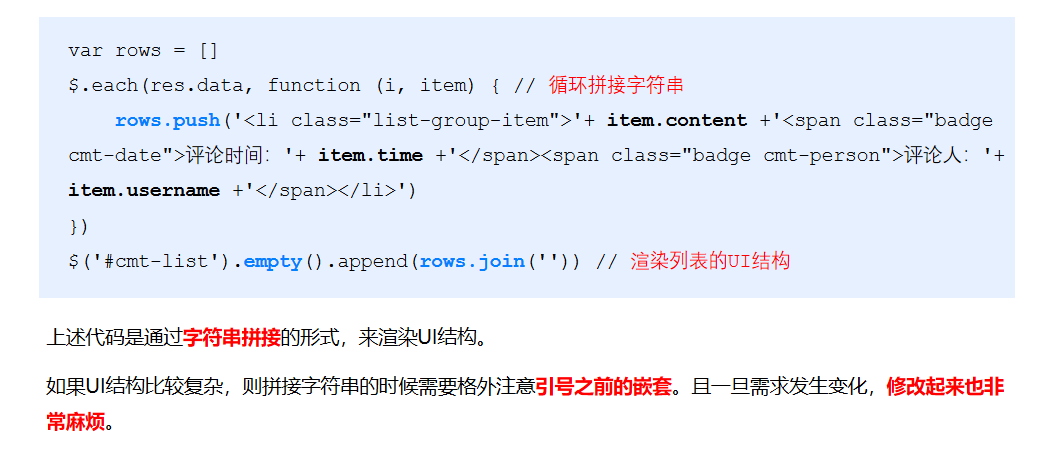 var rows = []
$.each(res.data, function (i, item) { // 循环拼接字符串
    rows.push('<li class="list-group-item">'+ item.content +'<span class="badge
cmt-date">评论时间：'+ item.time +'</span><span class="badge cmt-person">评论人：'+
item.username +'</span></li>')
})
$('#cmt-list').empty().append(rows.join('')) // 渲染列表的UI结构
上述代码是通过字符串拼接的形式，来渲染UI结构。
如果UI结构比较复杂，则拼接字符串的时候需要格外注意引号之前的嵌套。且一旦需求发生变化，修改起来也非
常麻烦。